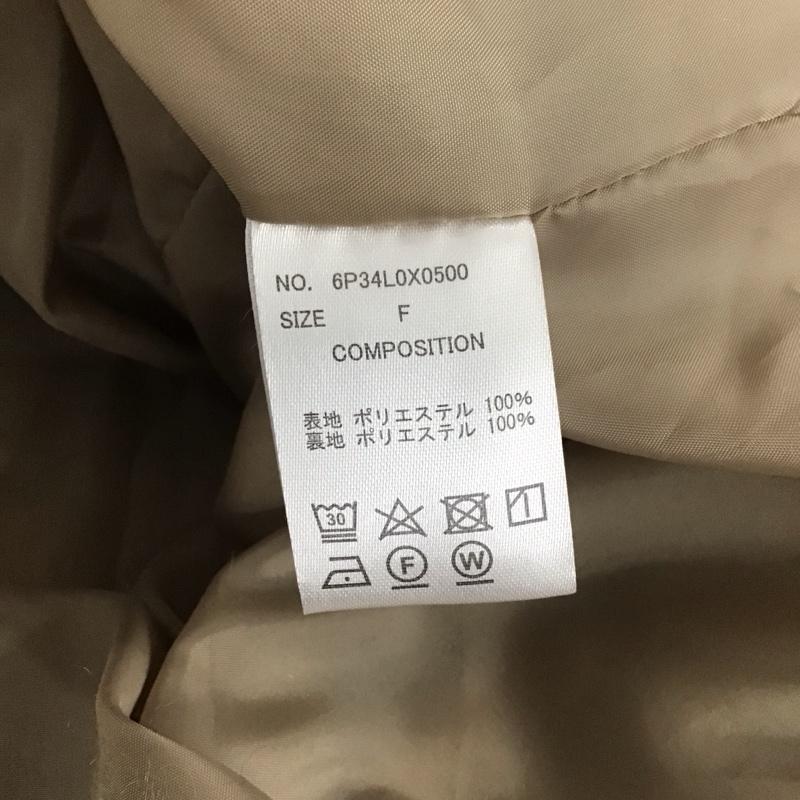 NO. 6P34L0X0500
SIZE F
COMPOSITION
表地 ポリエステル 100%
裏地 ポリエステル 100%
30
F W